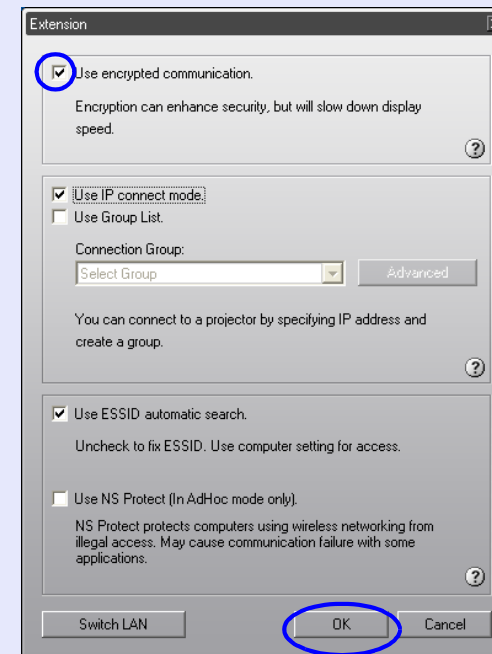 Extension
Use encrypted communication.
Encryption can enhance security, but will slow down display
speed.
?
Use IP connect mode.
Use Group List.
Connection Group:
Select Group
Advanced
You can connect to a projector by specifying IP address and
create a group.
?
Use ESSID automatic search.
Uncheck to fix ESSID. Use computer setting for access.
Use NS Protect (In AdHoc mode only).
NS Protect protects computers using wireless networking from
illegal access. May cause communication failure with some
applications.
?
Switch LAN
OK
Cancel